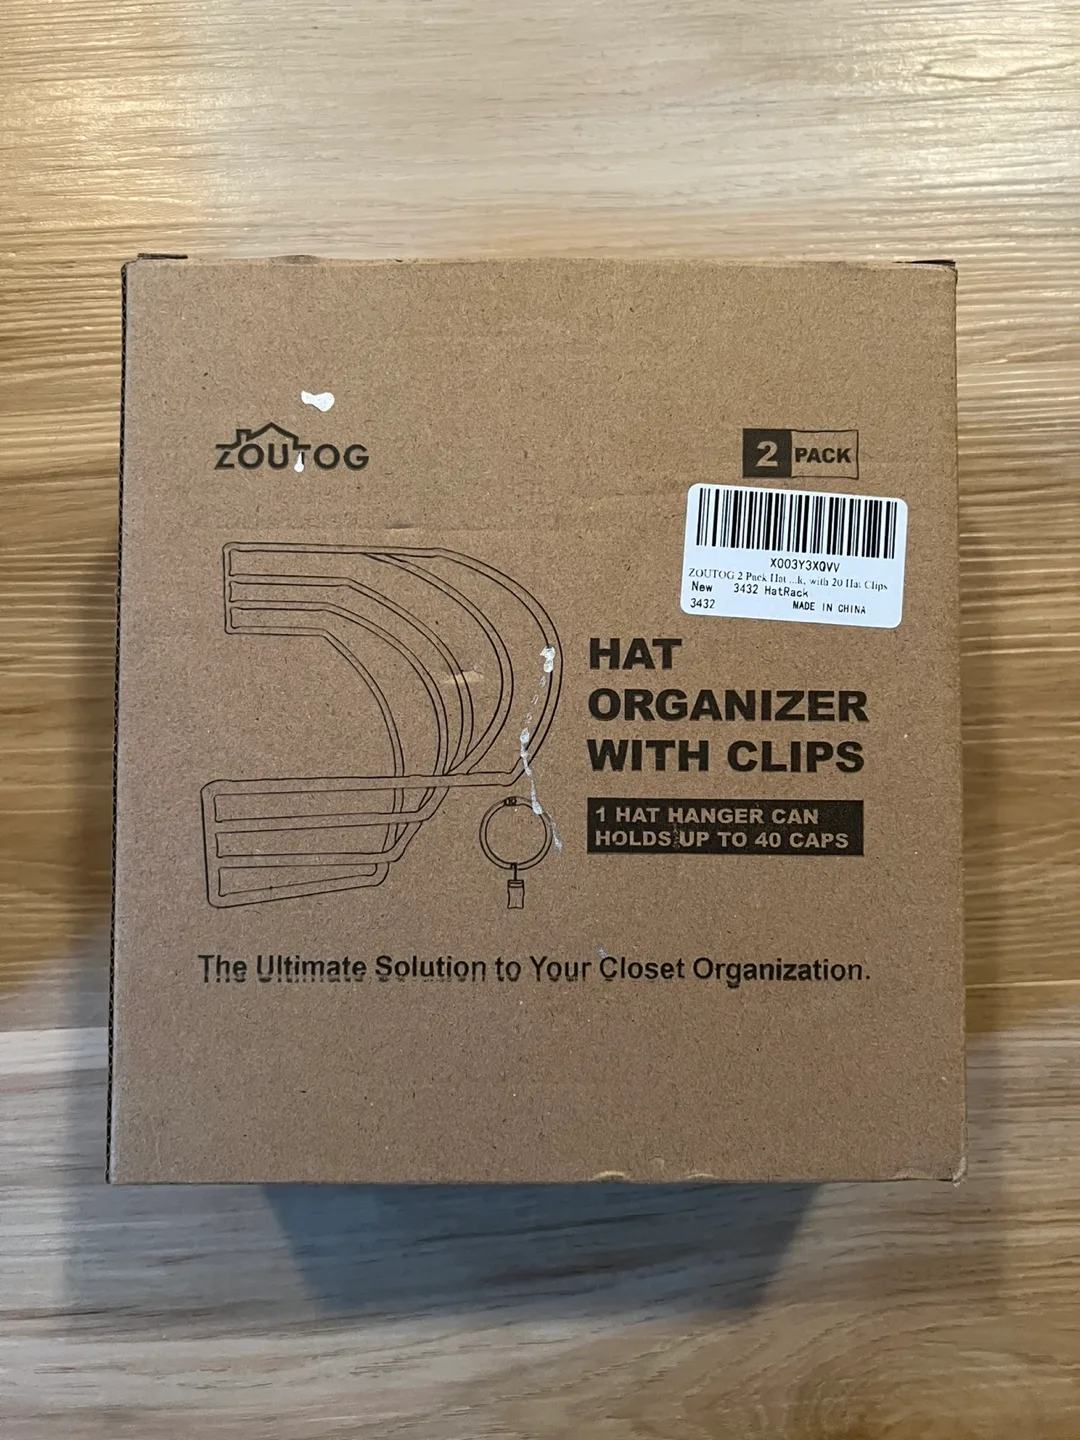 ZOUTOG
2 PACK
X003Y3XQVV
ZOUTOG 2 Pack Hat ...k, with 20 Hat Clips
New 3432 HatRack
3432 MADE IN CHINA
HAT
ORGANIZER
WITH CLIPS
1 HAT HANGER CAN
HOLDS UP TO 40 CAPS
The Ultimate Solution to Your Closet Organization.